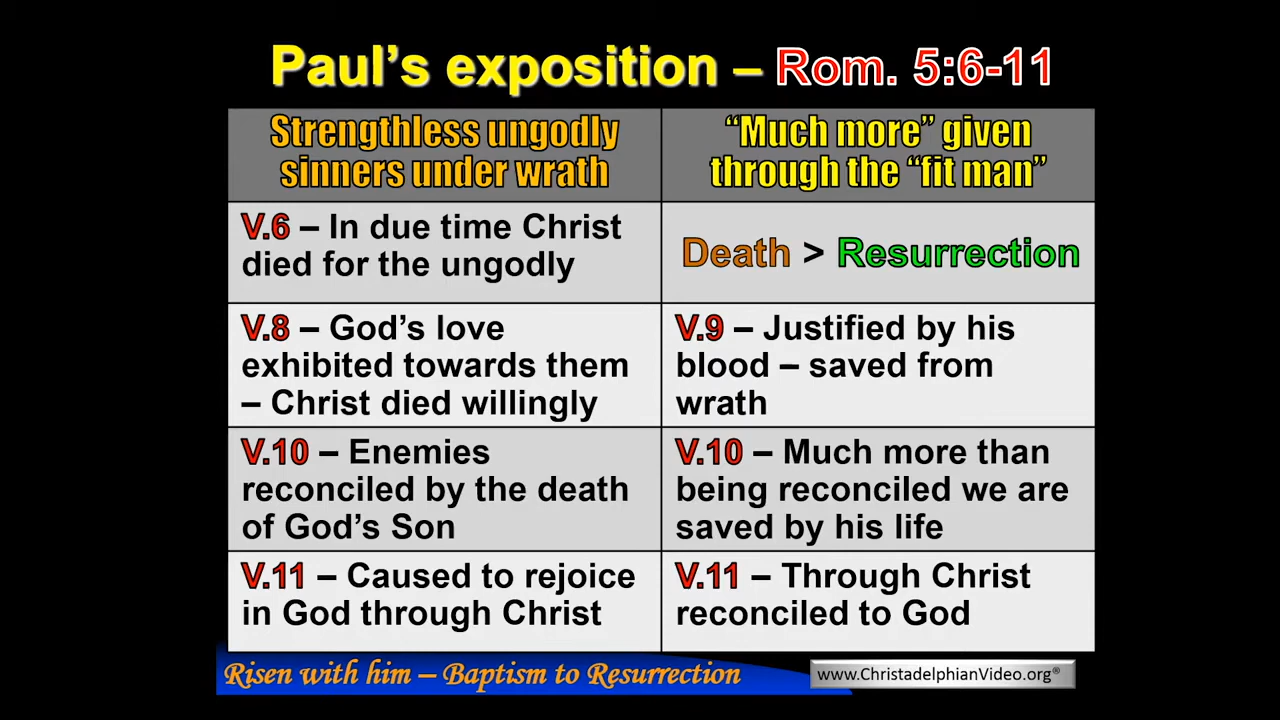 Paul’s exposition – Rom. 5:6-11
Strengthless ungodly
sinners under wrath
“Much more” given
through the “fit man”
V.6 – In due time Christ
died for the ungodly
Death > Resurrection
V.8 – God’s love
exhibited towards them
– Christ died willingly
V.9 – Justified by his
blood – saved from
wrath
V.10 – Enemies
reconciled by the death
of God’s Son
V.10 – Much more than
being reconciled we are
saved by his life
V.11 – Caused to rejoice
in God through Christ
V.11 – Through Christ
reconciled to God
Risen with him – Baptism to Resurrection
www.ChristadelphianVideo.org®